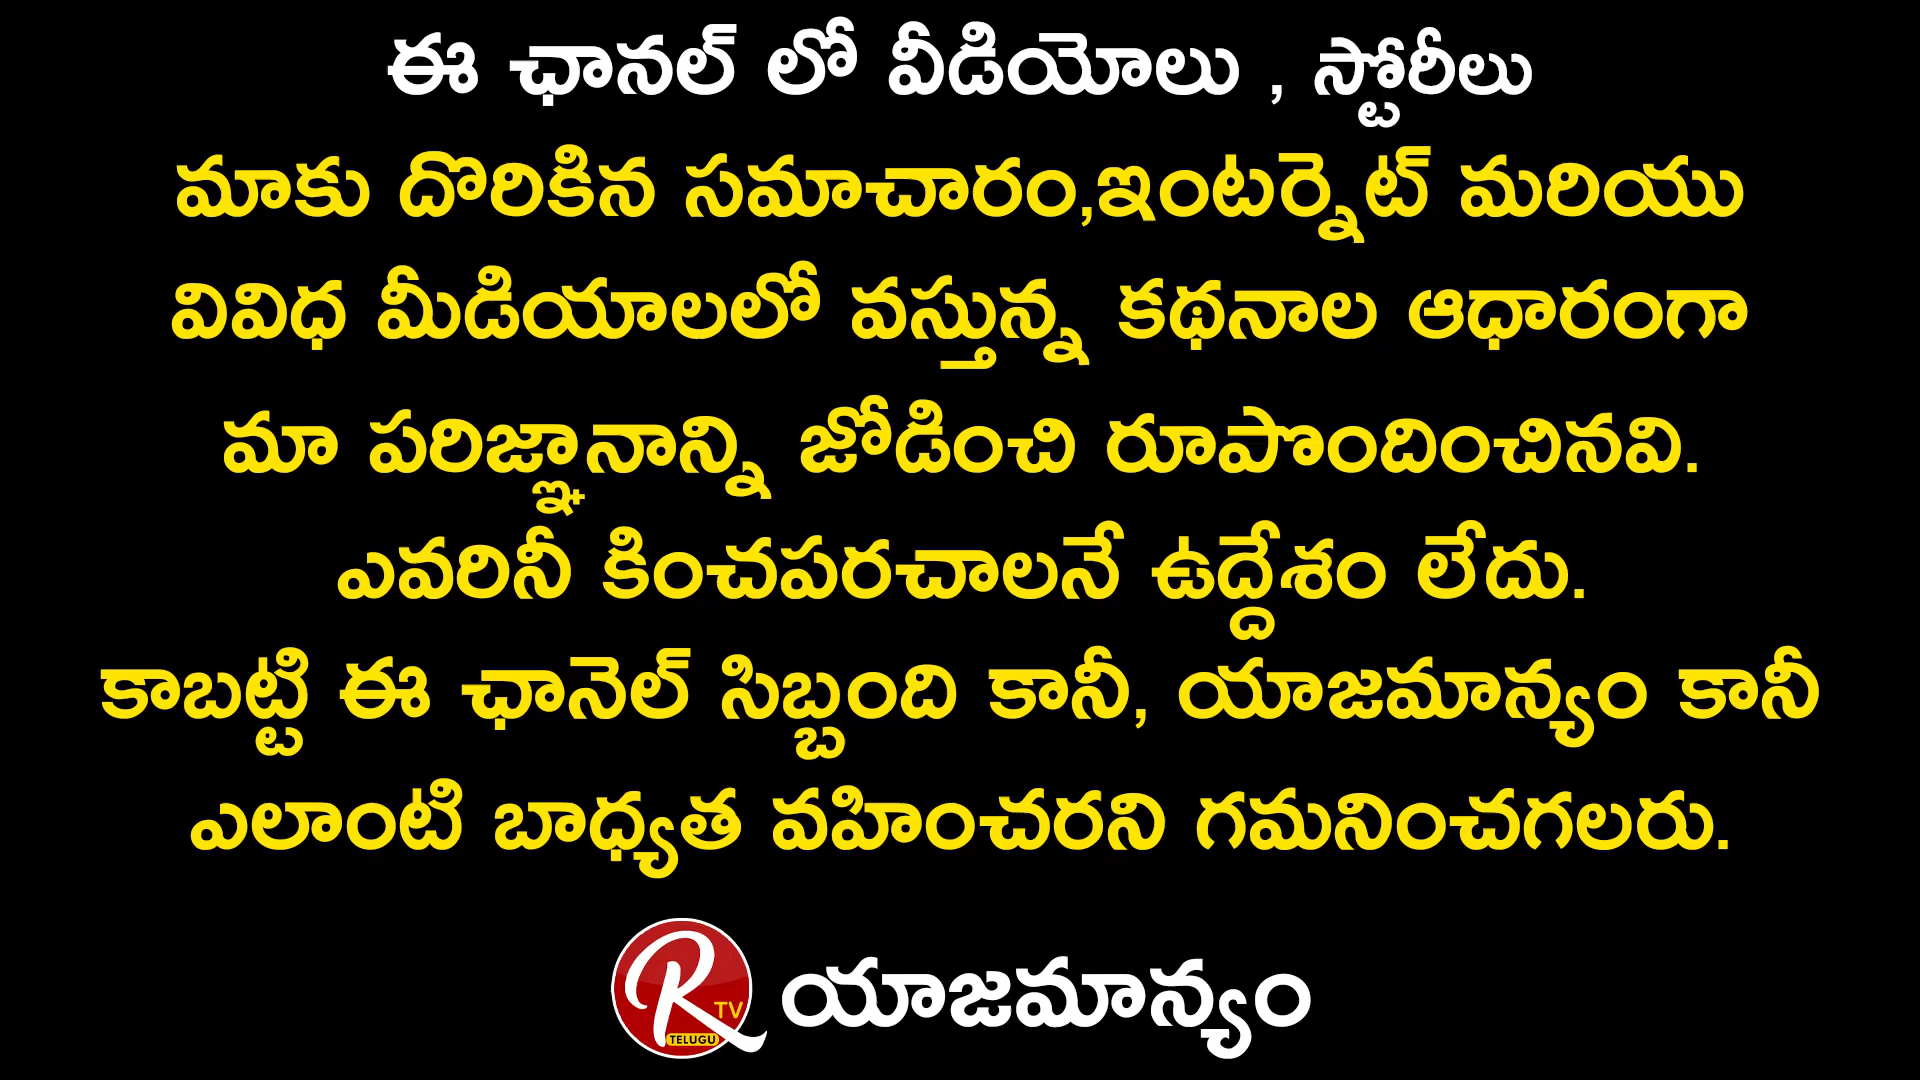 ఈ ఛానల్ లో వీడియోలు , స్టోరీలు
మాకు దొరికిన సమాచారం,ఇంటర్నెట్ మరియు
వివిధ మీడియాలలో వస్తున్న కథనాల ఆధారంగా
మా పరిజ్ఞానాన్ని జోడించి రూపొందించినవి.
ఎవరినీ కించపరచాలనే ఉద్దేశం లేదు.
కాబట్టి ఈ ఛానెల్ సిబ్బంది కానీ, యాజమాన్యం కానీ
ఎలాంటి బాధ్యత వహించరని గమనించగలరు.
R TV TELUGU యాజమాన్యం